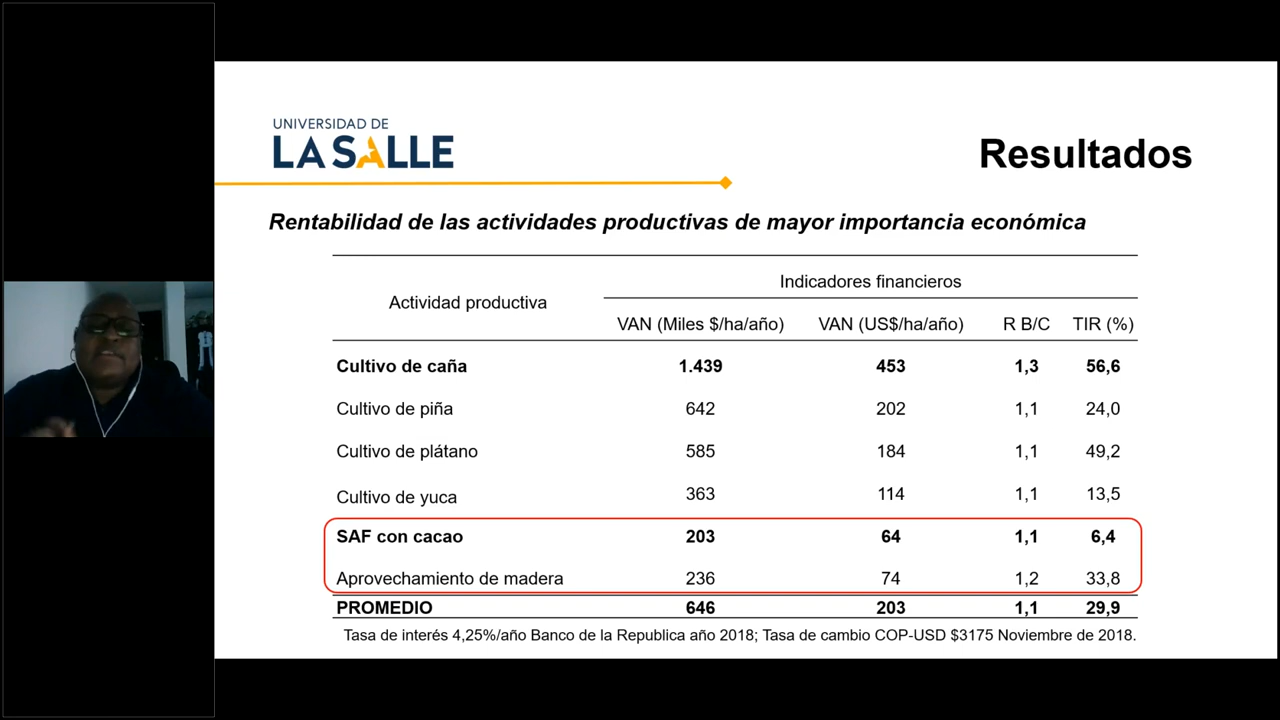 UNIVERSIDAD DE
LA SALLE
Resultados
Rentabilidad de las actividades productivas de mayor importancia económica
Actividad productiva
Indicadores financieros
VAN (Miles $/ha/año) VAN (US$/ha/año) R B/C TIR (%)
Cultivo de caña 1.439 453 1,3 56,6
Cultivo de piña 642 202 1,1 24,0
Cultivo de plátano 585 184 1,1 49,2
Cultivo de yuca 363 114 1,1 13,5
SAF con cacao 203 64 1,1 6,4
Aprovechamiento de madera 236 74 1,2 33,8
PROMEDIO 646 203 1,1 29,9
Tasa de interés 4,25%/año Banco de la Republica año 2018; Tasa de cambio COP-USD $3175 Noviembre de 2018.